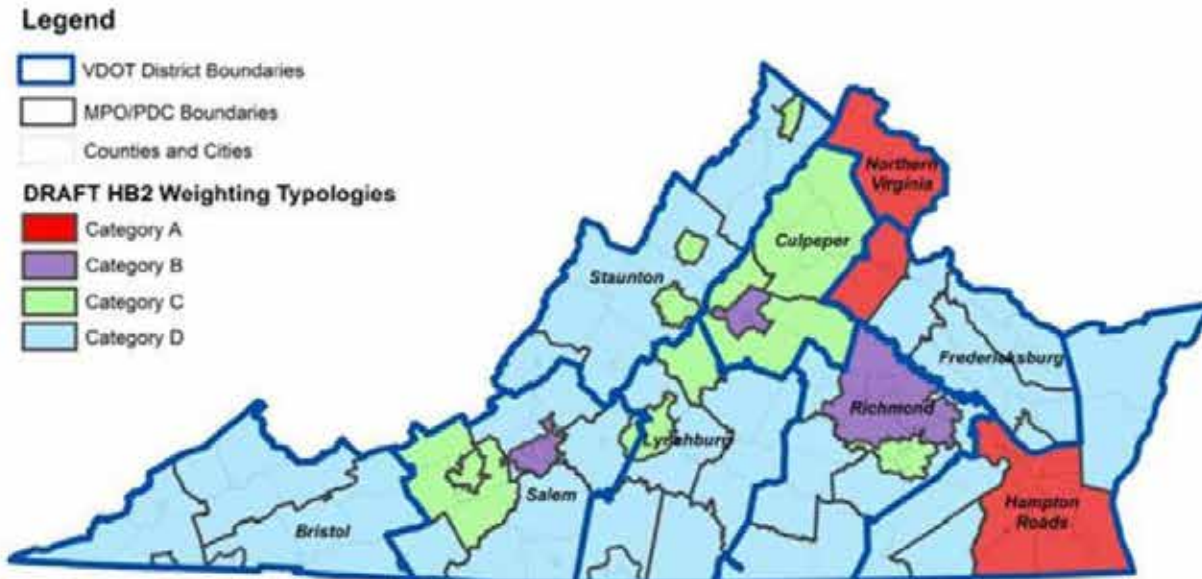 Legend
VDOT District Boundaries
MPO/PDC Boundaries
Counties and Cities
DRAFT HB2 Weighting Typologies
Category A
Category B
Category C
Category D
Northern
Virginia
Culpeper
Staunton
Fredericksburg
Richmond
Lynchburg
Salem
Hampton
Roads
Bristol